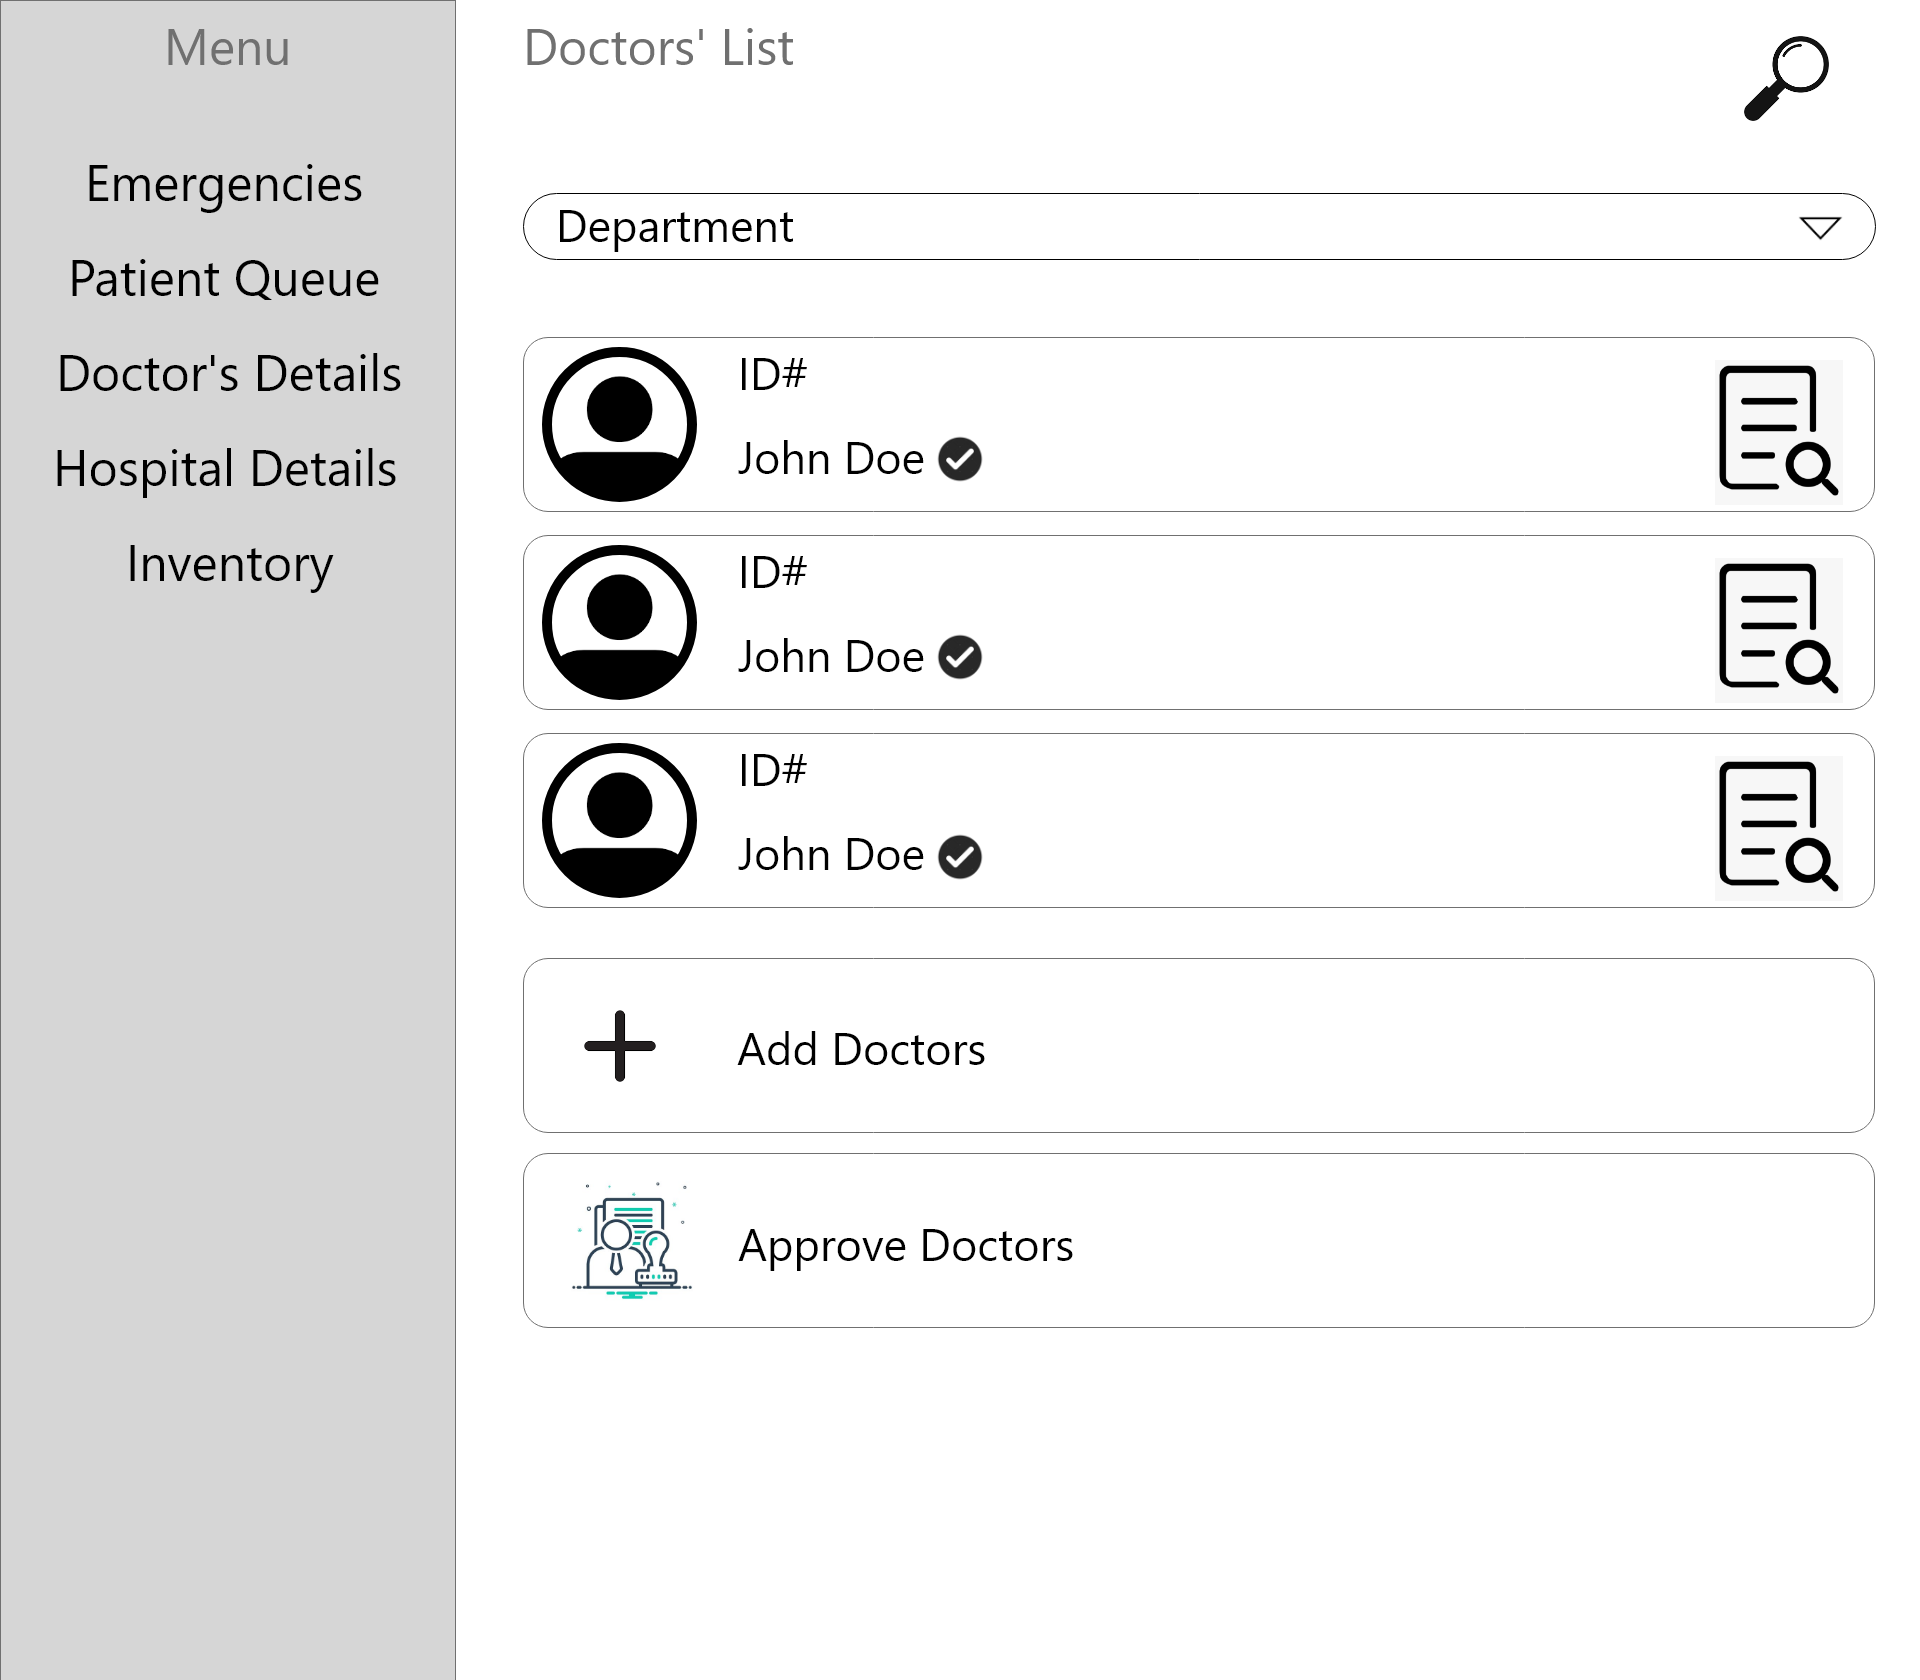 Menu
Emergencies
Patient Queue
Doctor's Details
Hospital Details
Inventory
Doctors' List
Department
ID#
John Doe
ID#
John Doe
ID#
John Doe
Add Doctors
Approve Doctors